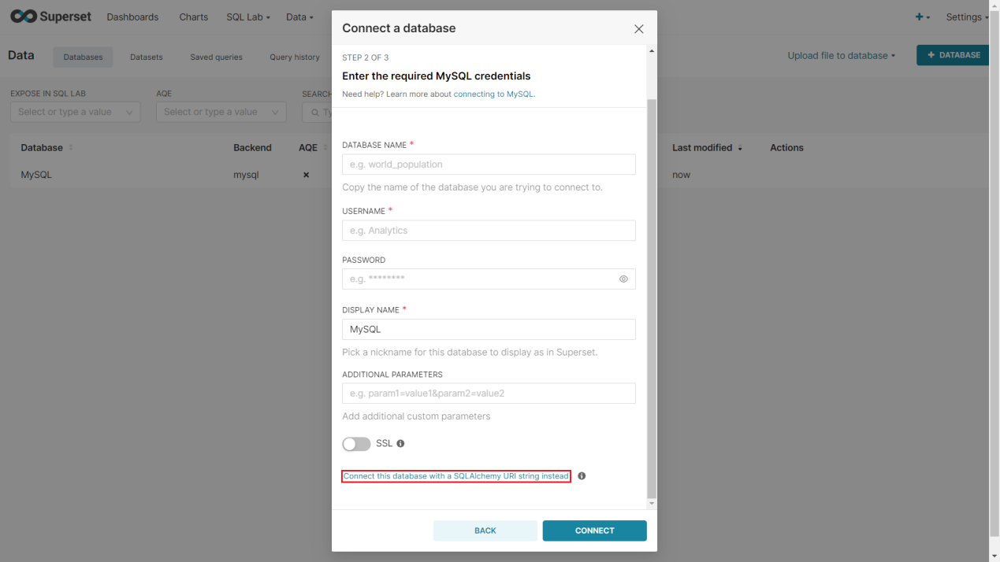 Superset Dashboards Charts SQL Lab Data Settings
Data Databases Datasets Saved queries Query history Upload file to database + DATABASE
EXPOSE IN SQL LAB AQE SEARCH
Select or type a value Select or type a value
Database Backend AQE Last modified Actions
MySQL mysql now
Connect a database
STEP 2 OF 3
Enter the required MySQL credentials
Need help? Learn more about connecting to MySQL.
DATABASE NAME *
e.g. world_population
Copy the name of the database you are trying to connect to.
USERNAME *
e.g. Analytics
PASSWORD
e.g. ********
DISPLAY NAME *
MySQL
Pick a nickname for this database to display as in Superset.
ADDITIONAL PARAMETERS
e.g. param1=value1&param2=value2
Add additional custom parameters
SSL
Connect this database with a SQLAlchemy URI string instead
BACK CONNECT